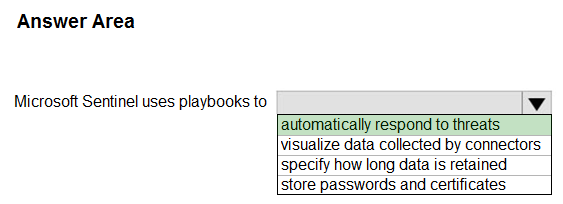 Answer Area
Microsoft Sentinel uses playbooks to
automatically respond to threats
visualize data collected by connectors
specify how long data is retained
store passwords and certificates